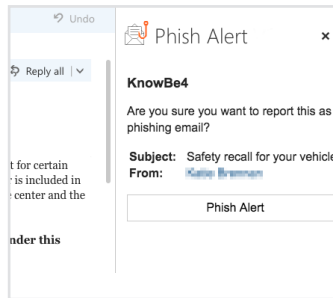 Undo
Phish Alert
×
Reply all
KnowBe4
Are you sure you want to report this as
phishing email?
Subject: Safety recall for your vehicle
From:
Phish Alert
t for certain
is included in
center and the
nder this